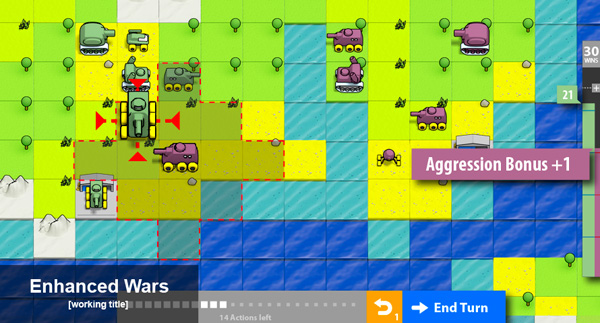 30
WINS
21
Aggression Bonus +1
Enhanced Wars
[working title]
14 Actions left
1
End Turn